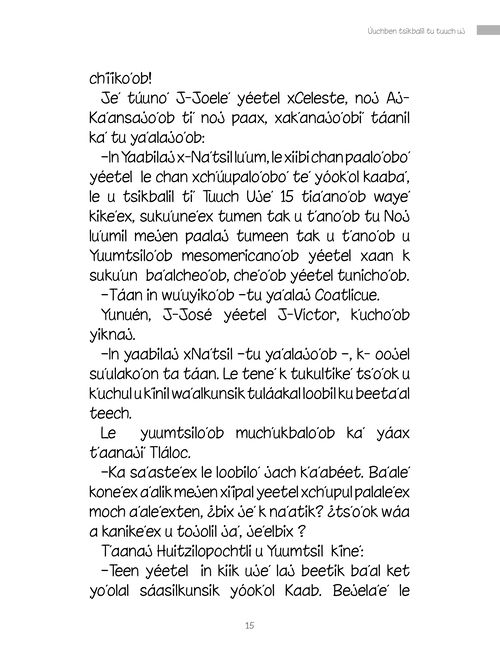 Úuchben tsikbalil tu tuuch uj
chíiko'ob!
Je' túuno' J-Joele' yéetel xCeleste, noj Aj-
Ka'ansajo'ob ti' noj paax, xak'anajo'obi' táanil
ka' tu ya'alajo'ob:
–In Yaabilaj x-Na'tsil lu'um, le xiibi chan paalo'obo'
yéetel le chan xch'úupalo'obo' te' yóok'ol kaaba',
le u tsikbalil ti' Tuuch Uje' 15 tia'ano'ob waye'
kike'ex, suku'une'ex tumen tak u t'ano'ob tu Noj
lu'umil mejen paalaj tumeen tak u t'ano'ob u
Yuumtsilo'ob mesomericano'ob yéetel xaan k
suku'un ba'alcheo'ob, che'o'ob yéetel tunicho'ob.
–Táan in wu'uyiko'ob –tu ya'alaj Coatlicue.
Yunuén, J-José yéetel J-Víctor, k'ucho'ob
yiknaj.
–In yaabilaj xNa'tsil –tu ya'alajo'ob –, k- oojel
su'ulako'on ta táan. Le tene' k tukultike' ts'o'ok u
k'uchul u k'inil wa'alkunsik tuláakal loobil ku beeta'al
teech.
Le yuumtsilo'ob much'ukbalo'ob ka' yáax
t'aanaji' Tláloc.
–Ka sa'aste'ex le loobilo' jach k'a'abéet. Ba'ale'
kone'ex a'alik mejen xiipal yeetel xch'upul palale'ex
moch a'ale'exten, ¿bix je' k na'atik? ¿ts'o'ok wáa
a kanike'ex u tojolil ja', je'elbix ?
T'aanaj Huitzilopochtli u Yuumtsil k'iine':
–Teen yéetel in kiik uje' laj beetik ba'al ket
yo'olal sáasilkunsik yóok'ol Kaab. Bejela'e' le
15